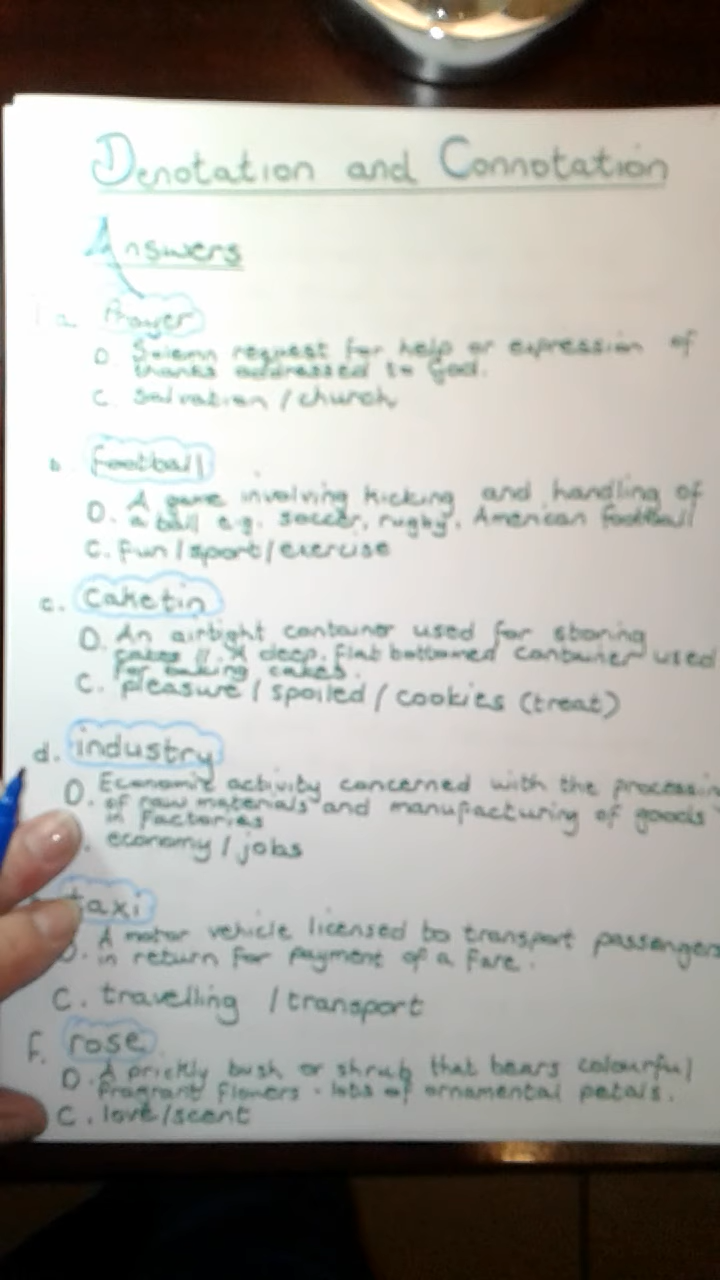 Denotation and Connotation
Answers
a. Prayer
D. Solemn request for help or expression of
thanks addressed to God.
C. Salvation / church
b. football
D. A game involving kicking and handling of
a ball e.g. soccer, rugby, American football
C. fun / sport / exercise
c. caketin
D. An airtight container used for storing
cakes // A deep, flat bottomed container used
for baking cakes.
C. pleasure / spoiled / cookies (treat)
d. industry
D. Economic activity concerned with the processin
of raw materials and manufacturing of goods
in factories
economy / jobs
taxi
D. A motor vehicle licensed to transport passengers
in return for payment of a fare.
C. travelling / transport
f. rose
D. A prickly bush or shrub that bears colourful
fragrant flowers - lots of ornamental petals.
C. love / scent